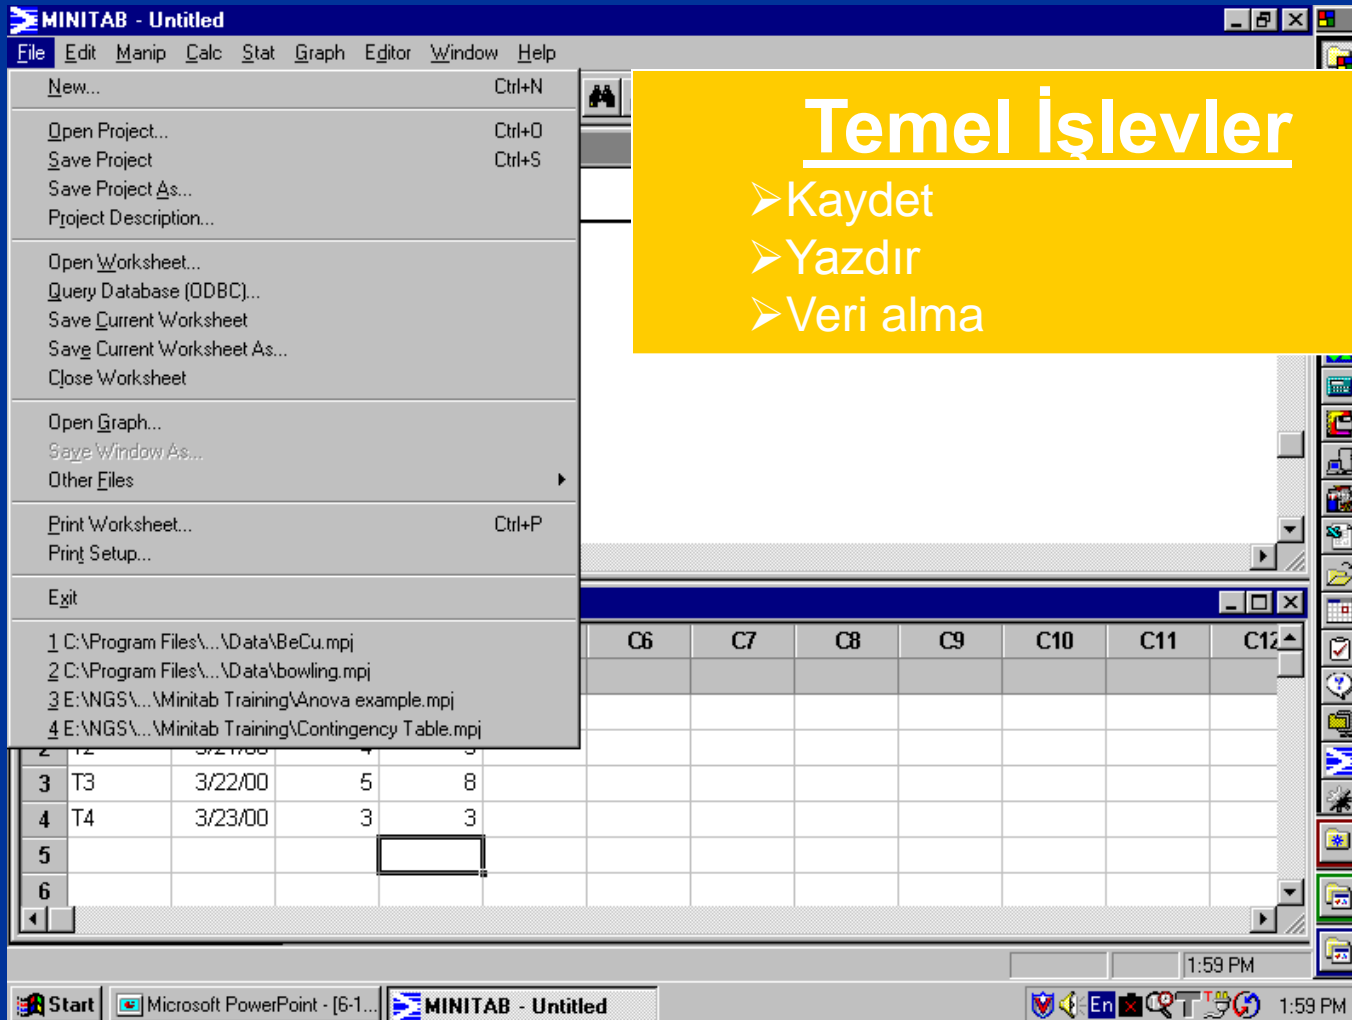 MINITAB - Untitled
File Edit Manip Calc Stat Graph Editor Window Help
New... Ctrl+N
Open Project... Ctrl+O
Save Project Ctrl+S
Save Project As...
Project Description...
Open Worksheet...
Query Database (ODBC)...
Save Current Worksheet
Save Current Worksheet As...
Close Worksheet
Open Graph...
Save Window As...
Other Files
Print Worksheet... Ctrl+P
Print Setup...
Exit
1 C:\Program Files\...\Data\BeCu.mpj
2 C:\Program Files\...\Data\bowling.mpj
3 E:\NGS\...\Minitab Training\Anova example.mpj
4 E:\NGS\...\Minitab Training\Contingency Table.mpj
Temel İşlevler
➢Kaydet
➢Yazdır
➢Veri alma
C6 C7 C8 C9 C10 C11 C12
3 T3 3/22/00 5 8
4 T4 3/23/00 3 3
5
6
1:59 PM
Start Microsoft PowerPoint - [6-1... MINITAB - Untitled En 1:59 PM